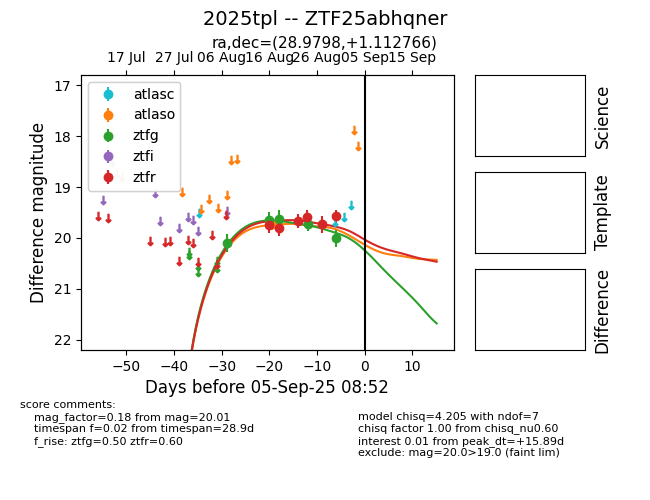 2025tpl -- ZTF25abhqner
ra,dec=(28.9798,+1.112766)
17 Jul 27 Jul 06 Aug 16 Aug 26 Aug 05 Sep 15 Sep
17
18
19
20
21
22
Difference magnitude
atlasc
atlaso
ztfg
ztfi
ztfr
−50 −40 −30 −20 −10 0 10
Days before 05-Sep-25 08:52
Science
Template
Difference
score comments:
mag_factor=0.18 from mag=20.01
timespan f=0.02 from timespan=28.9d
f_rise: ztfg=0.50 ztfr=0.60
model chisq=4.205 with ndof=7
chisq factor 1.00 from chisq_nu0.60
interest 0.01 from peak_dt=+15.89d
exclude: mag=20.0>19.0 (faint lim)